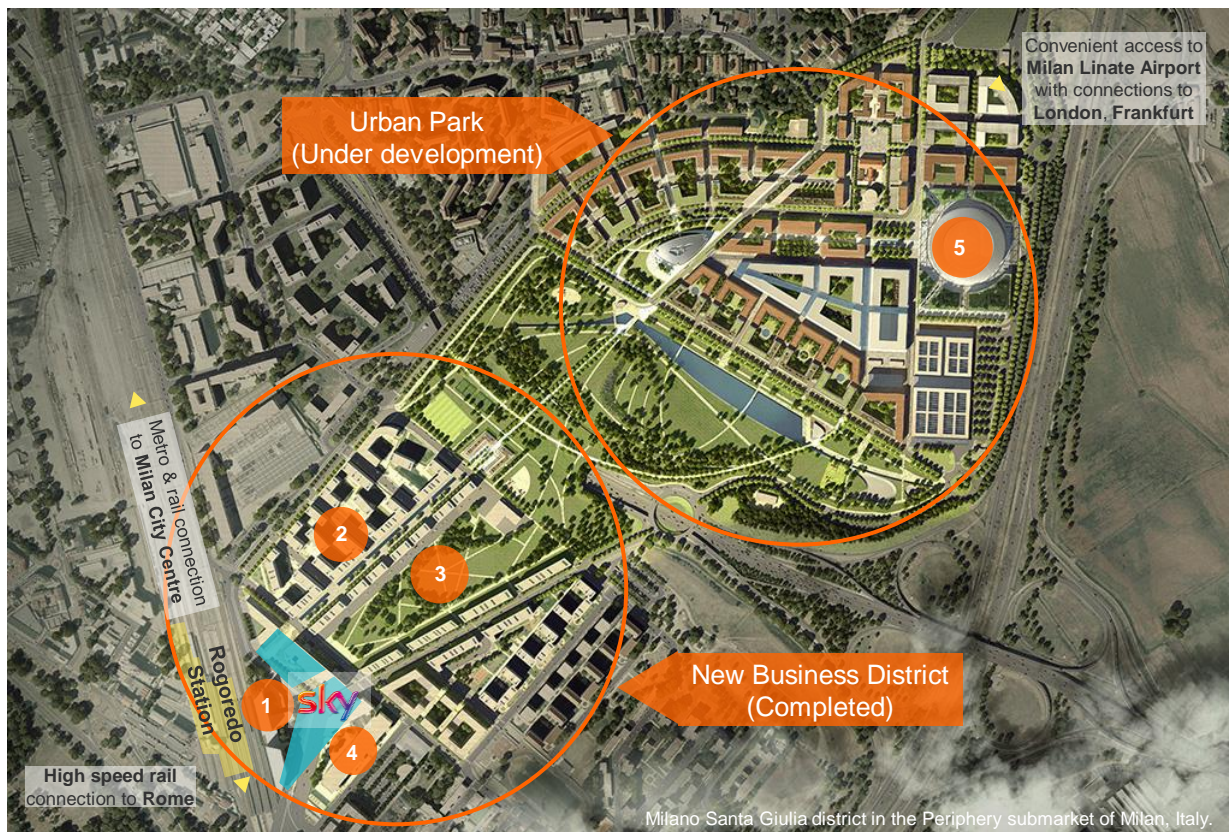 Convenient access to
Milan Linate Airport
with connections to
London, Frankfurt
Urban Park
(Under development)
5
Metro & rail connection
to Milan City Centre
2
3
Rogoredo
Station
1
sky
4
New Business District
(Completed)
High speed rail
connection to Rome
Milano Santa Giulia district in the Periphery submarket of Milan, Italy.